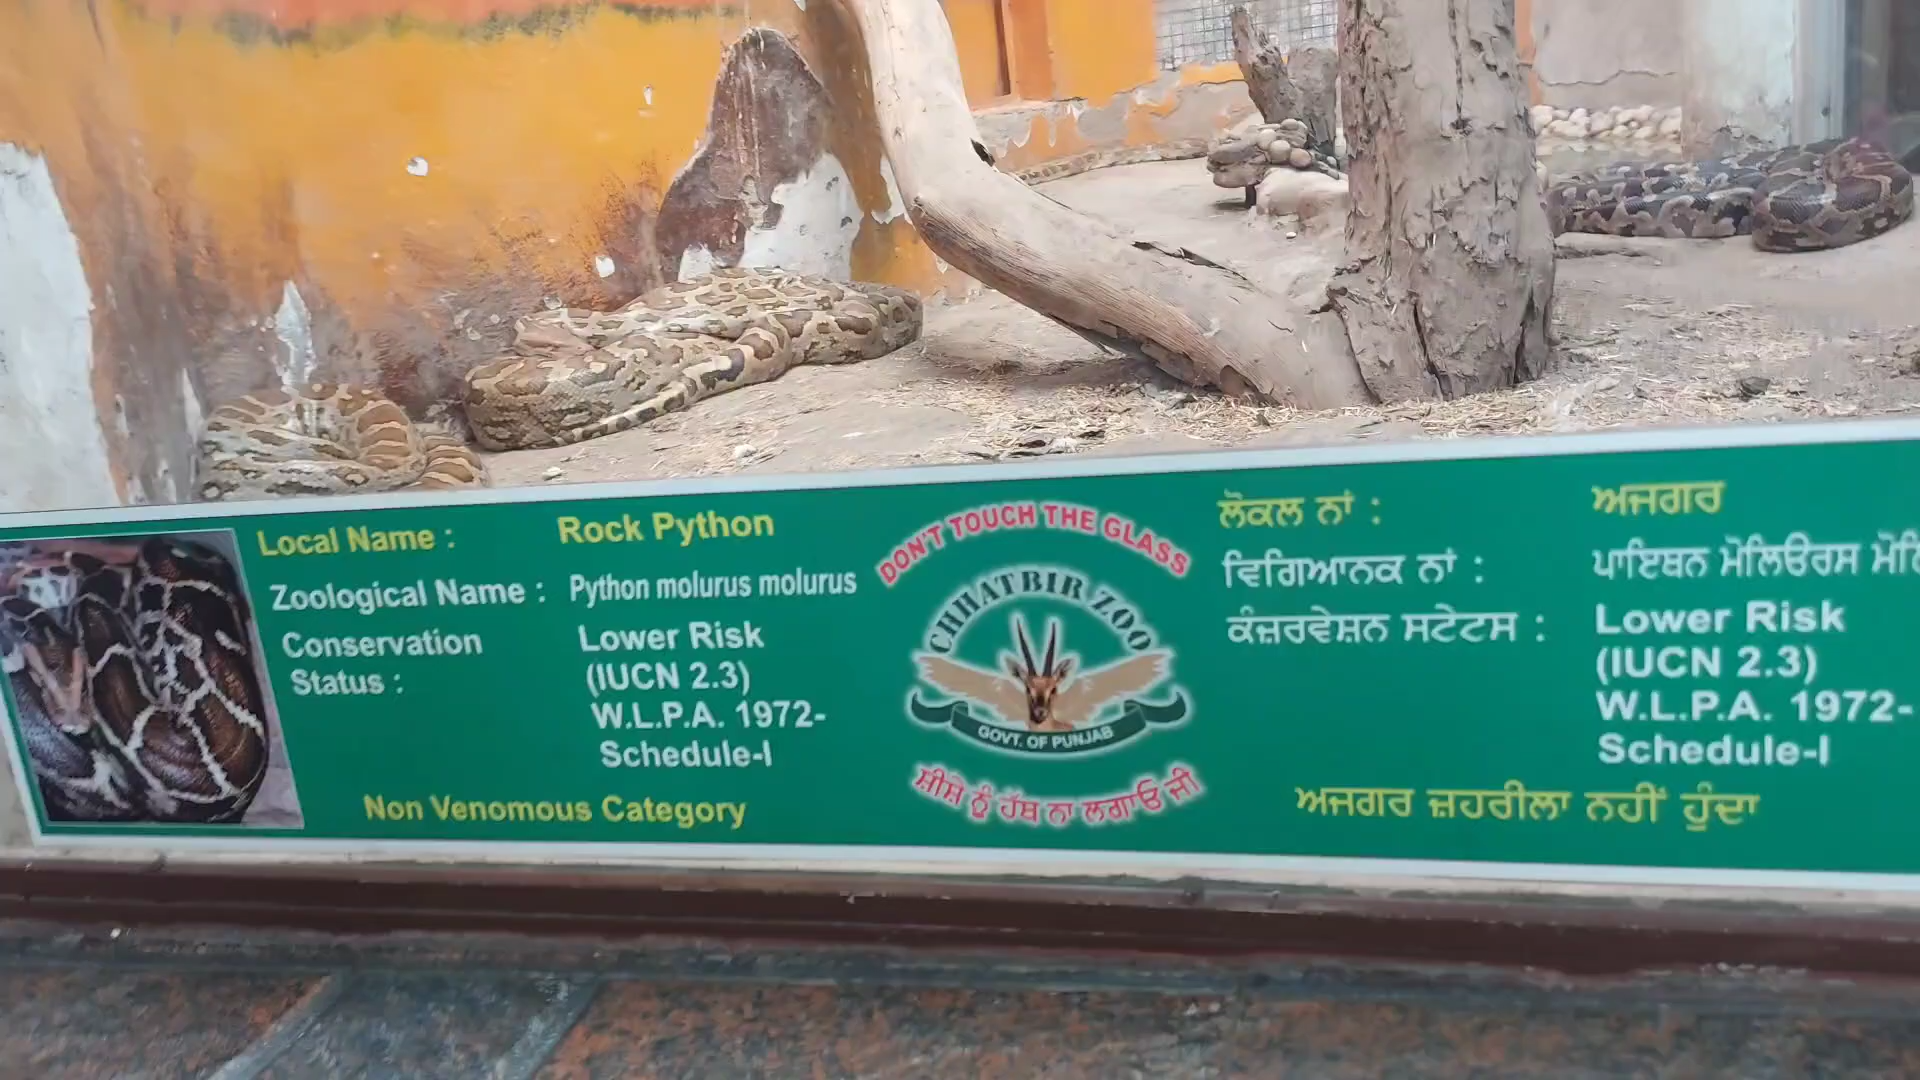 Local Name : Rock Python
Zoological Name : Python molurus molurus
Conservation Status : Lower Risk
(IUCN 2.3)
W.L.P.A. 1972-
Schedule-I
Non Venomous Category
DON'T TOUCH THE GLASS
CHHATBIR ZOO
GOVT. OF PUNJAB
ਸ਼ੀਸ਼ੇ ਨੂੰ ਹੱਥ ਨਾ ਲਗਾਓ ਜੀ
ਲੋਕਲ ਨਾਂ : ਅਜਗਰ
ਵਿਗਿਆਨਕ ਨਾਂ : ਪਾਇਥਨ ਮੋਲਿਊਰਸ
ਕੰਜ਼ਰਵੇਸ਼ਨ ਸਟੇਟਸ : Lower Risk
(IUCN 2.3)
W.L.P.A. 1972-
Schedule-I
ਅਜਗਰ ਜ਼ਹਰੀਲਾ ਨਹੀਂ ਹੁੰਦਾ